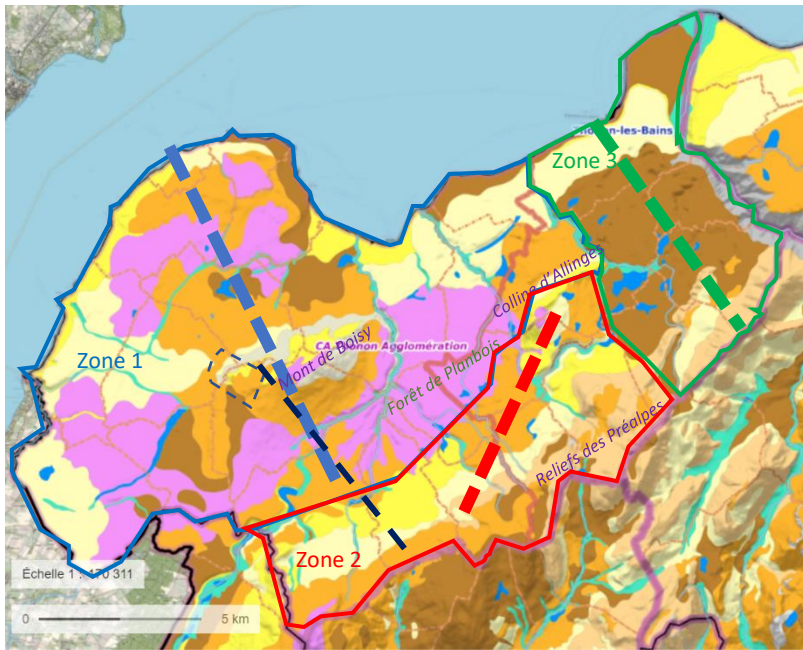 Thonon-les-Bains
Zone 3
Colline d'Allinges
Zone 1
Mont de Boisy
CA Thonon Agglomération
Forêt de Planbois
Reliefs des Préalpes
Zone 2
Échelle 1 : 170 311
0 5 km